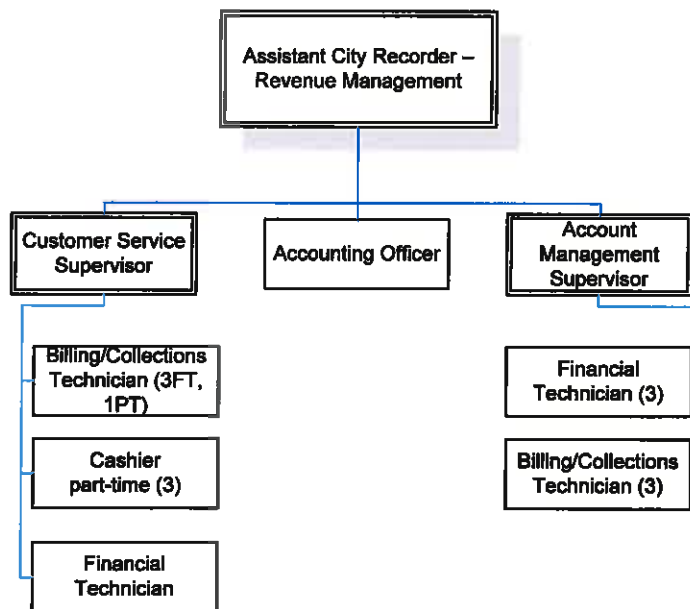 Assistant City Recorder –
Revenue Management
Customer Service
Supervisor
Accounting Officer
Account
Management
Supervisor
Billing/Collections
Technician (3FT,
1PT)
Cashier
part-time (3)
Financial
Technician
Financial
Technician (3)
Billing/Collections
Technician (3)